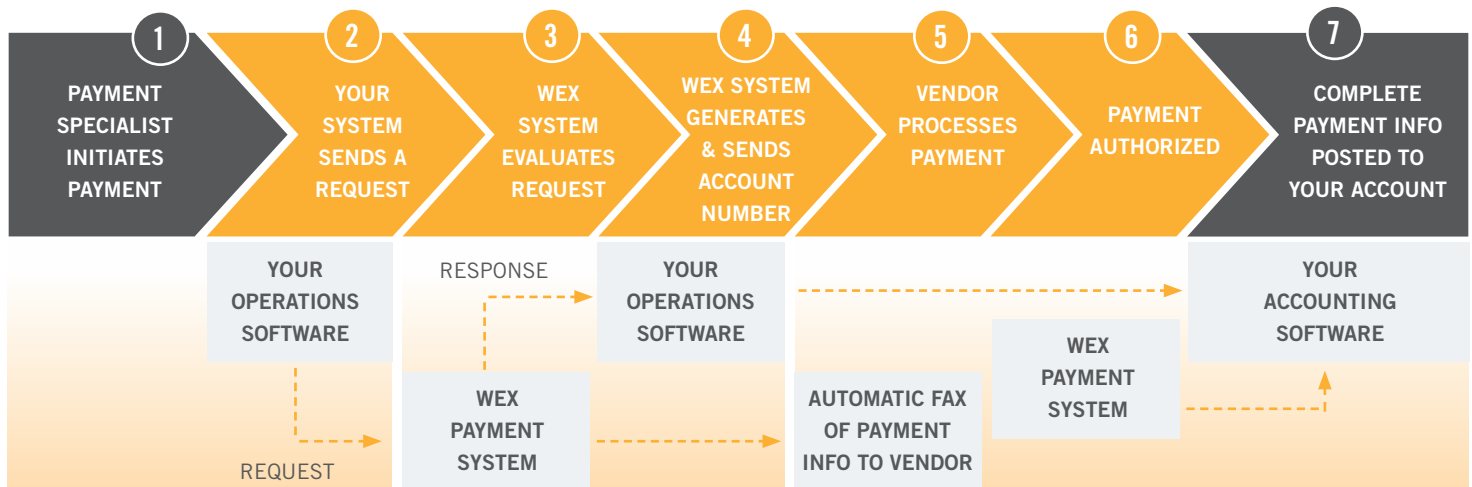 1
PAYMENT
SPECIALIST
INITIATES
PAYMENT
2
YOUR
SYSTEM
SENDS A
REQUEST
3
WEX
SYSTEM
EVALUATES
REQUEST
4
WEX SYSTEM
GENERATES
& SENDS
ACCOUNT
NUMBER
5
VENDOR
PROCESSES
PAYMENT
6
PAYMENT
AUTHORIZED
7
COMPLETE
PAYMENT INFO
POSTED TO
YOUR ACCOUNT
YOUR
OPERATIONS
SOFTWARE
REQUEST
RESPONSE
WEX
PAYMENT
SYSTEM
YOUR
OPERATIONS
SOFTWARE
AUTOMATIC FAX
OF PAYMENT
INFO TO VENDOR
WEX
PAYMENT
SYSTEM
YOUR
ACCOUNTING
SOFTWARE